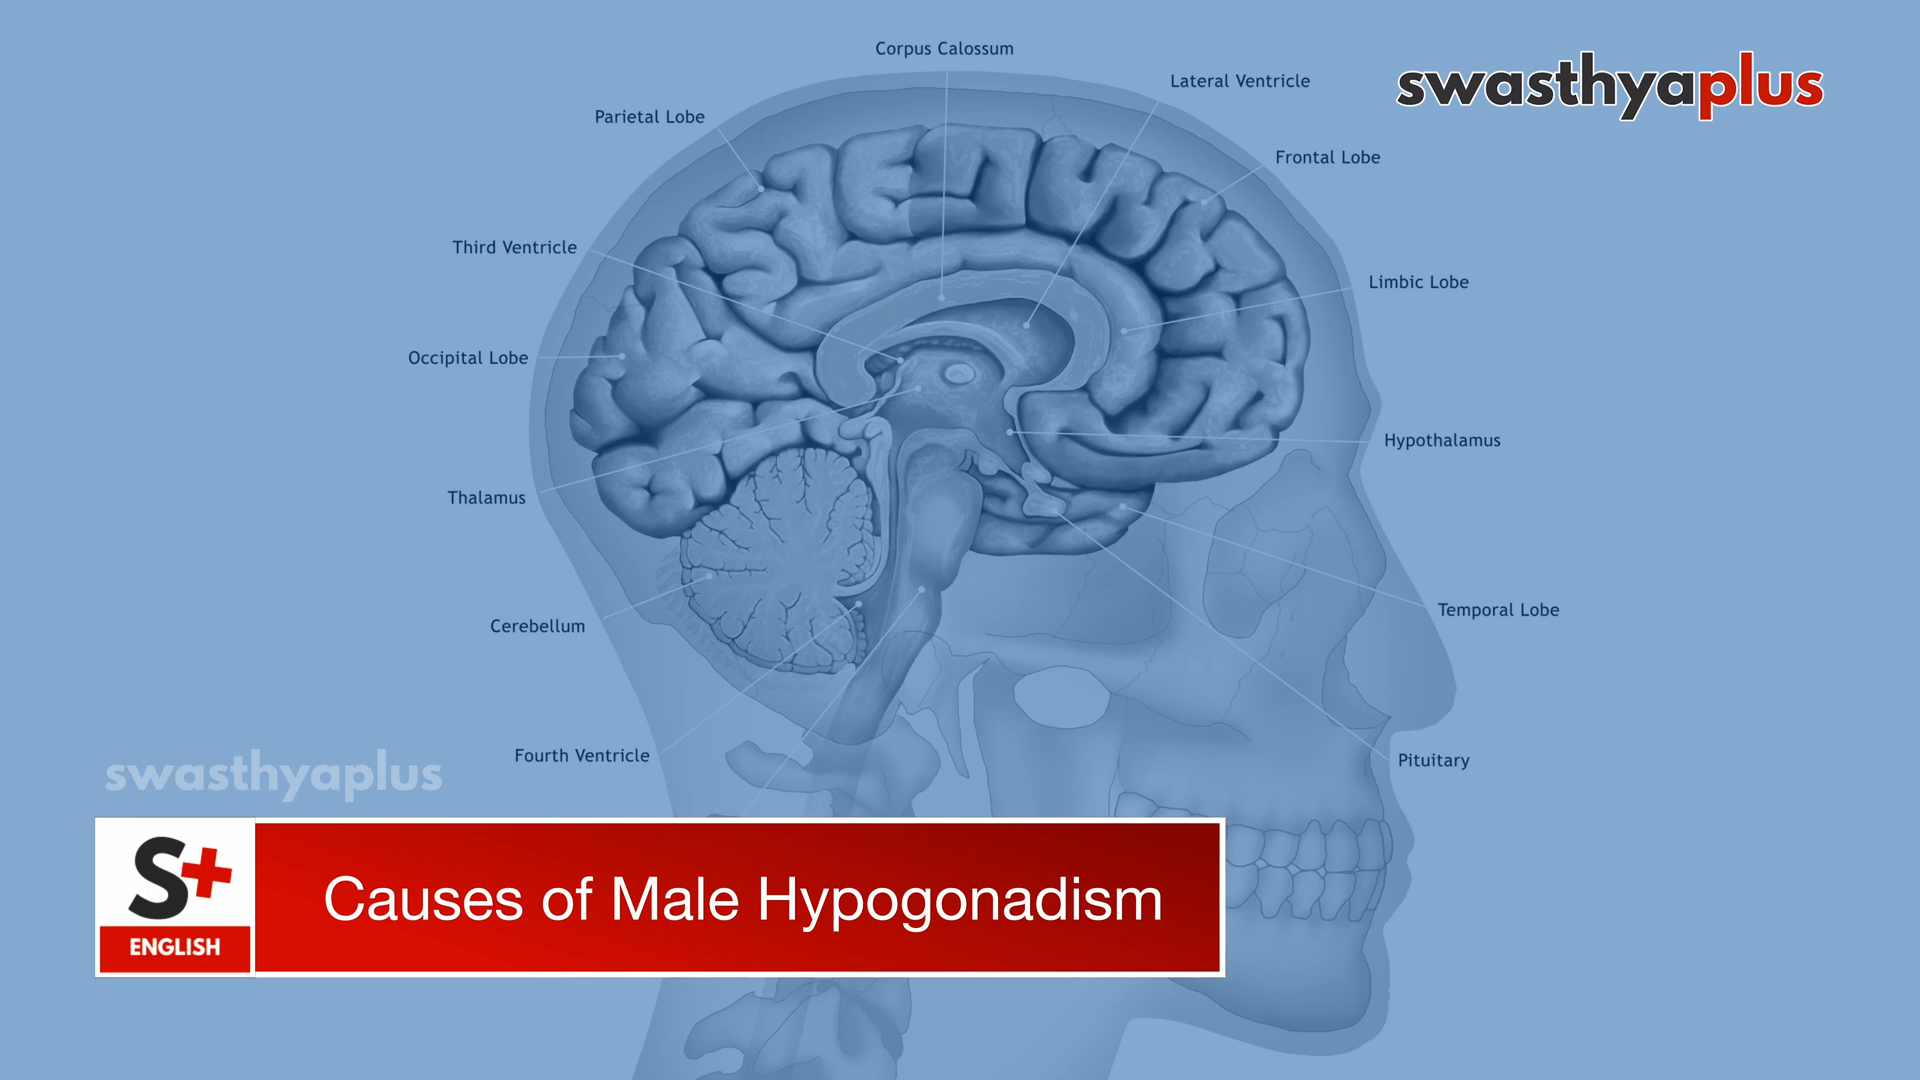 Corpus Calossum
Lateral Ventricle
swasthyaplus
Parietal Lobe
Frontal Lobe
Third Ventricle
Limbic Lobe
Occipital Lobe
Hypothalamus
Thalamus
Temporal Lobe
Cerebellum
Fourth Ventricle
Pituitary
swasthyaplus
S+
ENGLISH
Causes of Male Hypogonadism